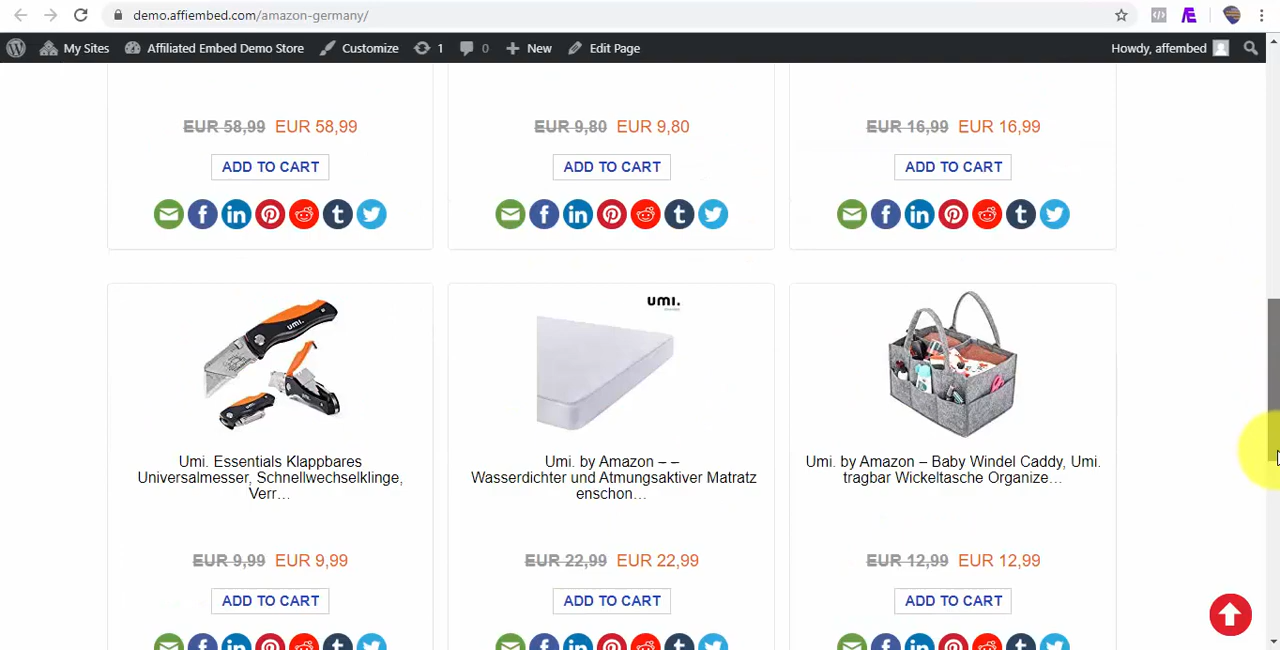 demo.affiembed.com/amazon-germany/
My Sites Affiliated Embed Demo Store Customize 1 0 New Edit Page Howdy, affembed
EUR 58,99 EUR 58,99 EUR 9,80 EUR 9,80 EUR 16,99 EUR 16,99
ADD TO CART ADD TO CART ADD TO CART
umi.
umi.
Umi. Essentials Klappbares
Universalmesser, Schnellwechselklinge,
Verr…
Umi. by Amazon – –
Wasserdichter und Atmungsaktiver Matratz
enschon…
Umi. by Amazon – Baby Windel Caddy, Umi.
tragbar Wickeltasche Organize…
EUR 9,99 EUR 9,99 EUR 22,99 EUR 22,99 EUR 12,99 EUR 12,99
ADD TO CART ADD TO CART ADD TO CART